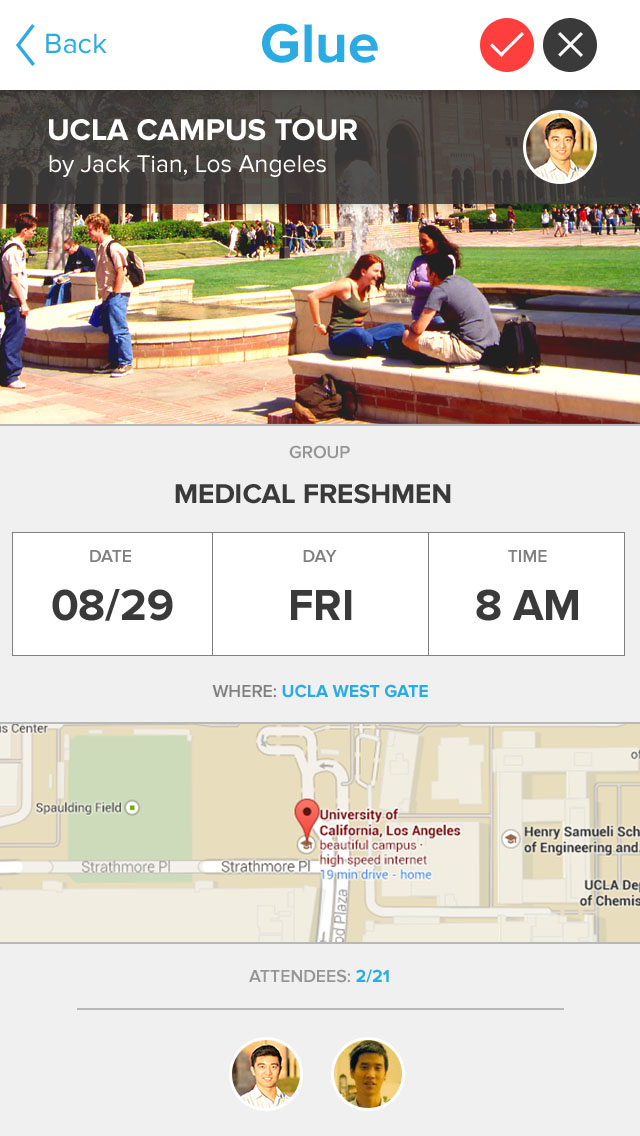 Back
Glue
UCLA CAMPUS TOUR
by Jack Tian, Los Angeles
GROUP
MEDICAL FRESHMEN
DATE
DAY
TIME
08/29
FRI
8 AM
WHERE: UCLA WEST GATE
is Center
Spaulding Field
University of
California, Los Angeles
beautiful campus ·
high speed internet
19 min drive - home
Henry Samueli Sch
of Engineering and
Strathmore Pl
Strathmore Pl
UCLA De
of Chemis
od Plaza
ATTENDEES: 2/21